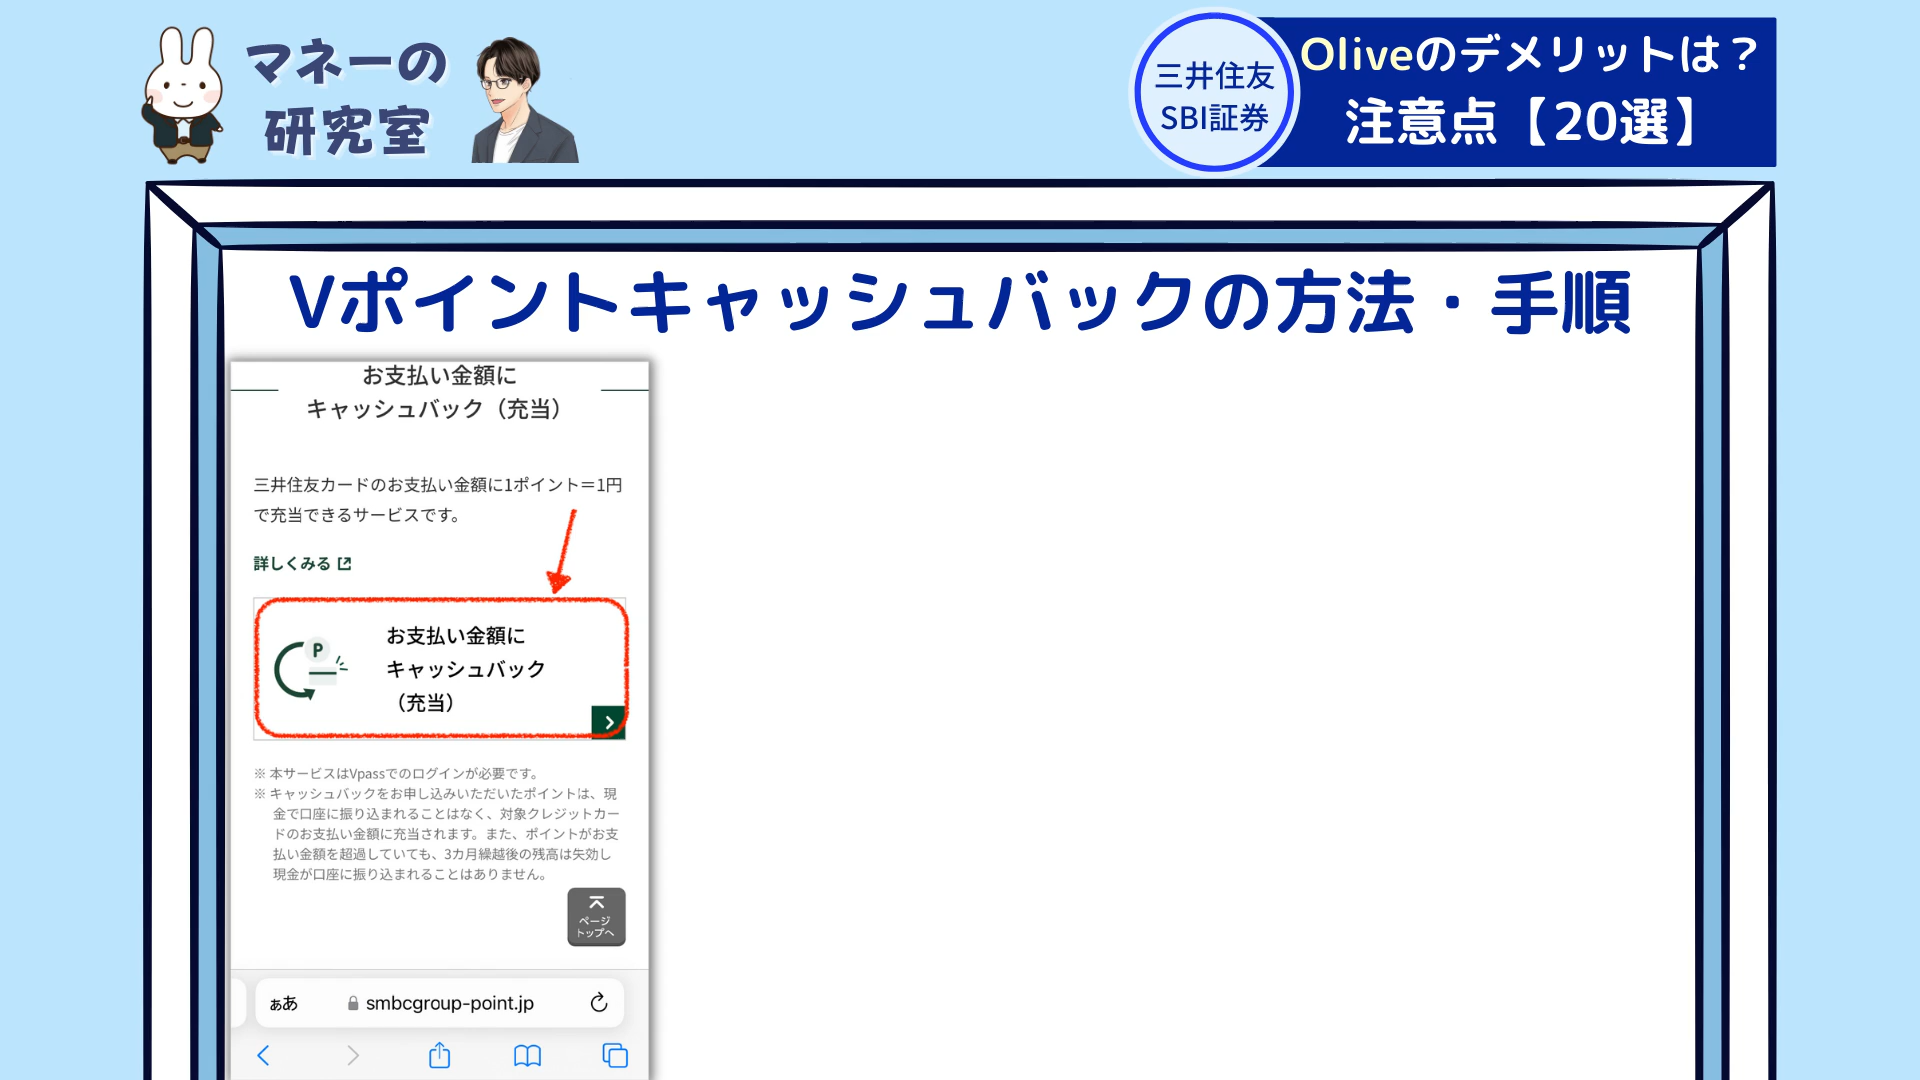 マネーの
研究室
三井住友
SBI証券
Oliveのデメリットは？
注意点【20選】
Vポイントキャッシュバックの方法・手順
お支払い金額に
キャッシュバック（充当）
三井住友カードのお支払い金額に1ポイント＝1円
で充当できるサービスです。
詳しくみる
P
お支払い金額に
キャッシュバック
（充当）
※ 本サービスはVpassでのログインが必要です。
※ キャッシュバックをお申し込みいただいたポイントは、現
金で口座に振り込まれることはなく、対象クレジットカー
ドのお支払い金額に充当されます。また、ポイントがお支
払い金額を超過していても、3カ月繰越後の残高は失効し
現金が口座に振り込まれることはありません。
ページ
トップへ
ぁあ
smbcgroup-point.jp